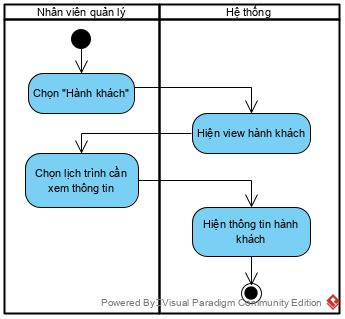 Nhân viên quản lý
Hệ thống
Chọn "Hành khách"
Hiện view hành khách
Chọn lịch trình cần
xem thông tin
Hiện thông tin hành
khách
Powered By Visual Paradigm Community Edition